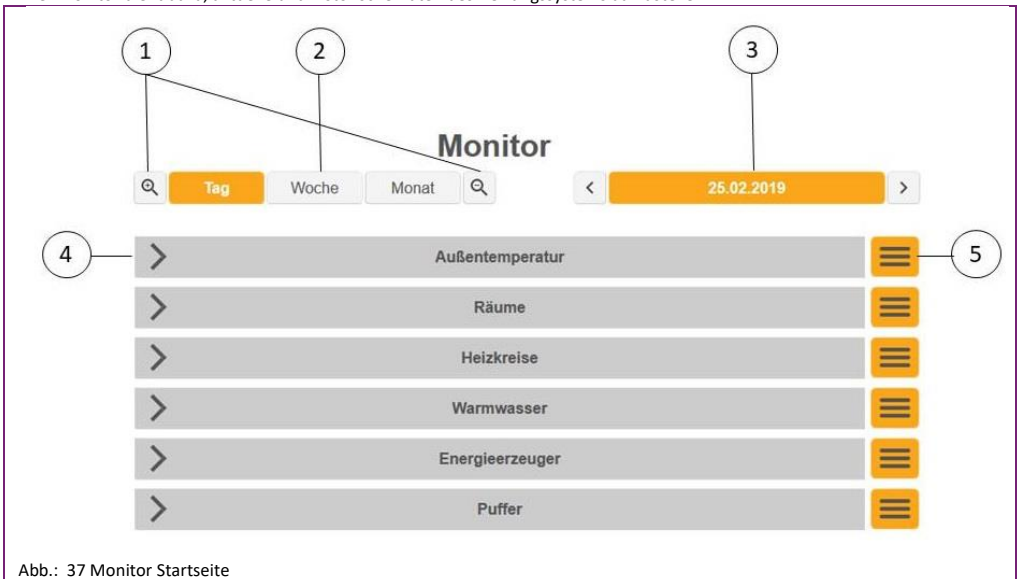 1 2 3
Monitor
Tag Woche Monat < 25.02.2019 >
4 Außentemperatur 5
Räume
Heizkreise
Warmwasser
Energieerzeuger
Puffer
Abb.: 37 Monitor Startseite